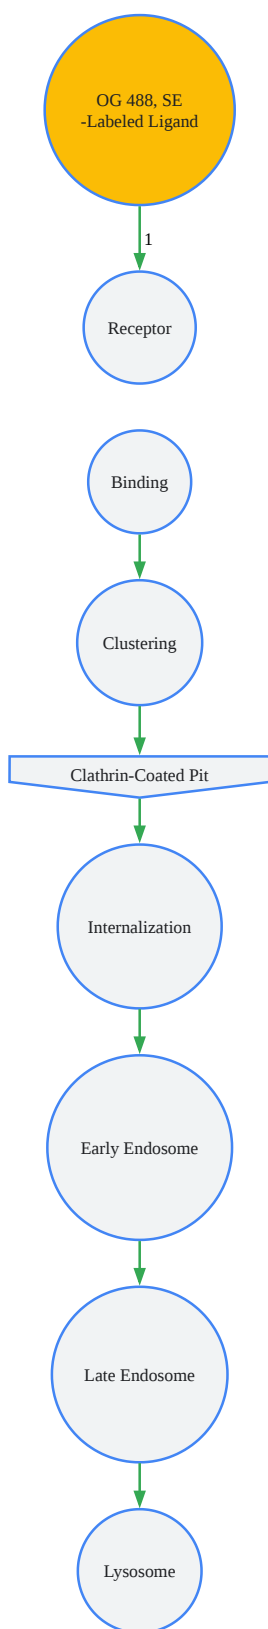 OG 488, SE
-Labeled Ligand
1
Receptor
Binding
Clustering
Clathrin-Coated Pit
Internalization
Early Endosome
Late Endosome
Lysosome